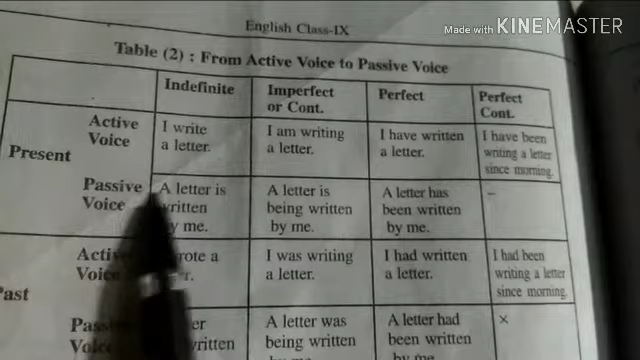 English Class-IX
Made with KINEMASTER
Table (2) : From Active Voice to Passive Voice
Indefinite Imperfect or Cont. Perfect Perfect Cont.
Present
Active Voice
I write a letter.
I am writing a letter.
I have written a letter.
I have been writing a letter since morning.
Passive Voice
A letter is
by me.
A letter is being written by me.
A letter has been written by me.
–
Past
a
I was writing a letter.
I had written a letter.
I had been writing a letter since morning.
A letter was being written
A letter had been written
×